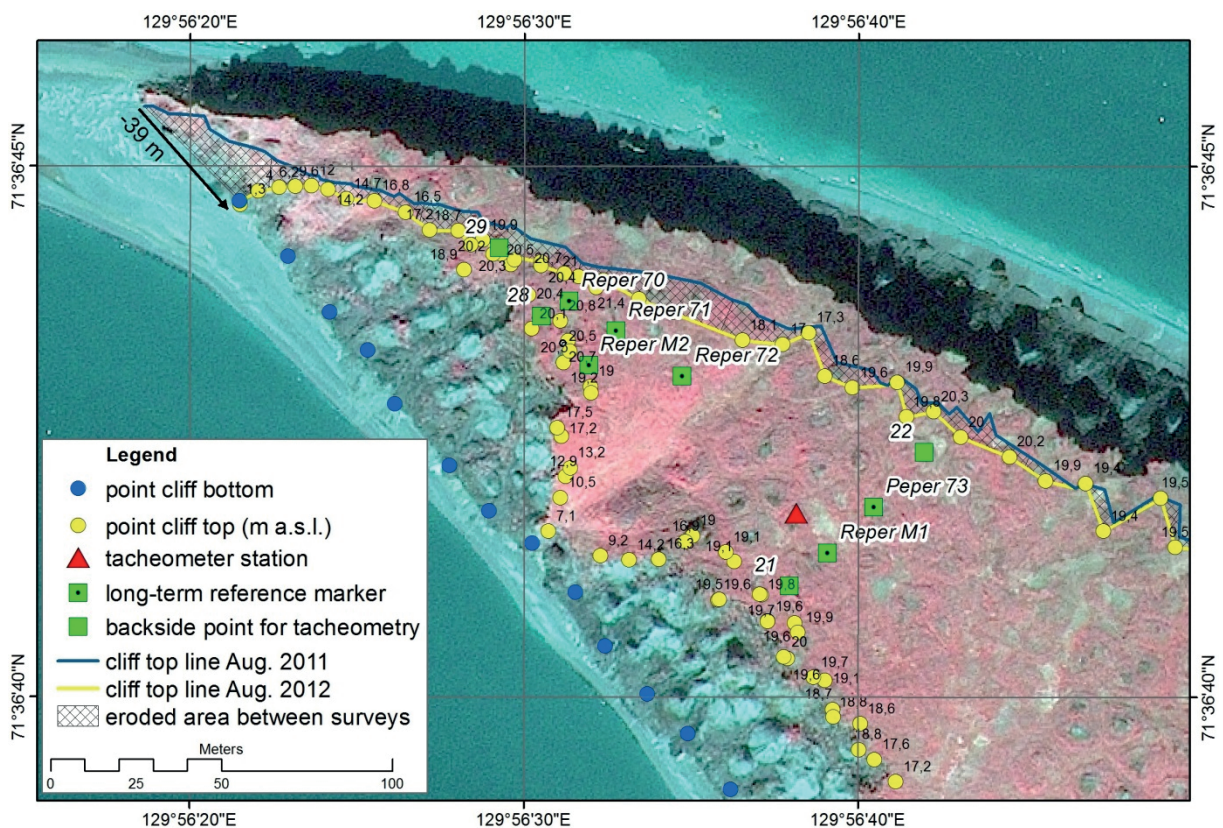 129°56'20"E
129°56'30"E
129°56'40"E
71°36'45"N
71°36'45"N
-39 m
1,3
4,6,29,6 12
14,2
14,7 16,8
17,2
16,5
18,7
29
19,9
20,2
18,9
20,3
20,6
20,7
21
20,4
Reper 70
28
20,4
20,8
21,4
Reper 71
20,1
20,5
Reper M2
20,7
19
Reper 72
19,2
18,1
17
17,3
18,6
19,6
19,9
19,8
20,3
22
20
20,2
19,9
19,4
19,5
19,4
19,5
17,5
17,2
13,2
12,9
10,5
7,1
Peper 73
Reper M1
9,2
14,2
16,3
16,9
19
19,1
19,1
21
19,5
19,6
19,8
19,7
19,6
19,9
19,6
20
19,6
19,7
19,1
18,7
18,8
18,6
18,8
17,6
17,2
71°36'40"N
71°36'40"N
Legend
point cliff bottom
point cliff top (m a.s.l.)
tacheometer station
long-term reference marker
backside point for tacheometry
cliff top line Aug. 2011
cliff top line Aug. 2012
eroded area between surveys
Meters
0 25 50 100
129°56'20"E
129°56'30"E
129°56'40"E